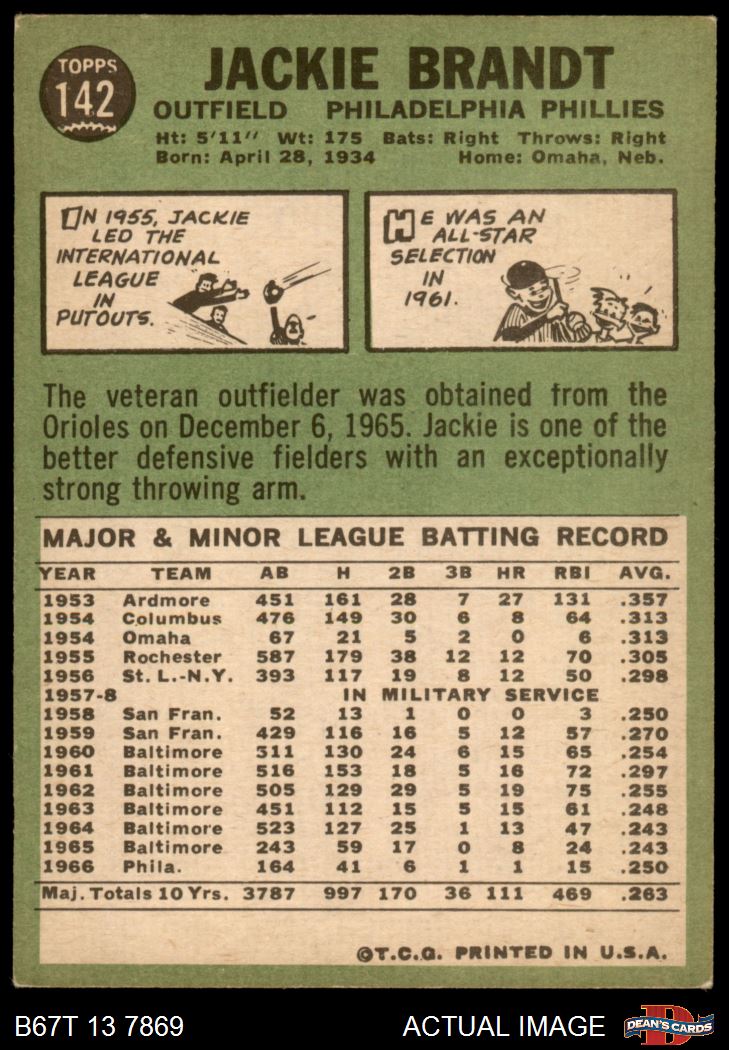 TOPPS
142
JACKIE BRANDT
OUTFIELD PHILADELPHIA PHILLIES
Ht: 5'11" Wt: 175 Bats: Right Throws: Right
Born: April 28, 1934 Home: Omaha, Neb.
IN 1955, JACKIE
LED THE
INTERNATIONAL
LEAGUE
IN
PUTOUTS.
HE WAS AN
ALL-STAR
SELECTION
IN
1961.
The veteran outfielder was obtained from the
Orioles on December 6, 1965. Jackie is one of the
better defensive fielders with an exceptionally
strong throwing arm.
MAJOR & MINOR LEAGUE BATTING RECORD
YEAR TEAM AB H 2B 3B HR RBI AVG.
1953 Ardmore 451 161 28 7 27 131 .357
1954 Columbus 476 149 30 6 8 64 .313
1954 Omaha 67 21 5 2 0 6 .313
1955 Rochester 587 179 38 12 12 70 .305
1956 St. L.-N.Y. 393 117 19 8 12 50 .298
1957-8 IN MILITARY SERVICE
1958 San Fran. 52 13 1 0 0 3 .250
1959 San Fran. 429 116 16 5 12 57 .270
1960 Baltimore 511 130 24 6 15 65 .254
1961 Baltimore 516 153 18 5 16 72 .297
1962 Baltimore 505 129 29 5 19 75 .255
1963 Baltimore 451 112 15 5 15 61 .248
1964 Baltimore 523 127 25 1 13 47 .243
1965 Baltimore 243 59 17 0 8 24 .243
1966 Phila. 164 41 6 1 1 15 .250
Maj. Totals 10 Yrs. 3787 997 170 36 111 469 .263
©T.C.G. PRINTED IN U.S.A.
B67T 13 7869 ACTUAL IMAGE
DEAN'S CARDS